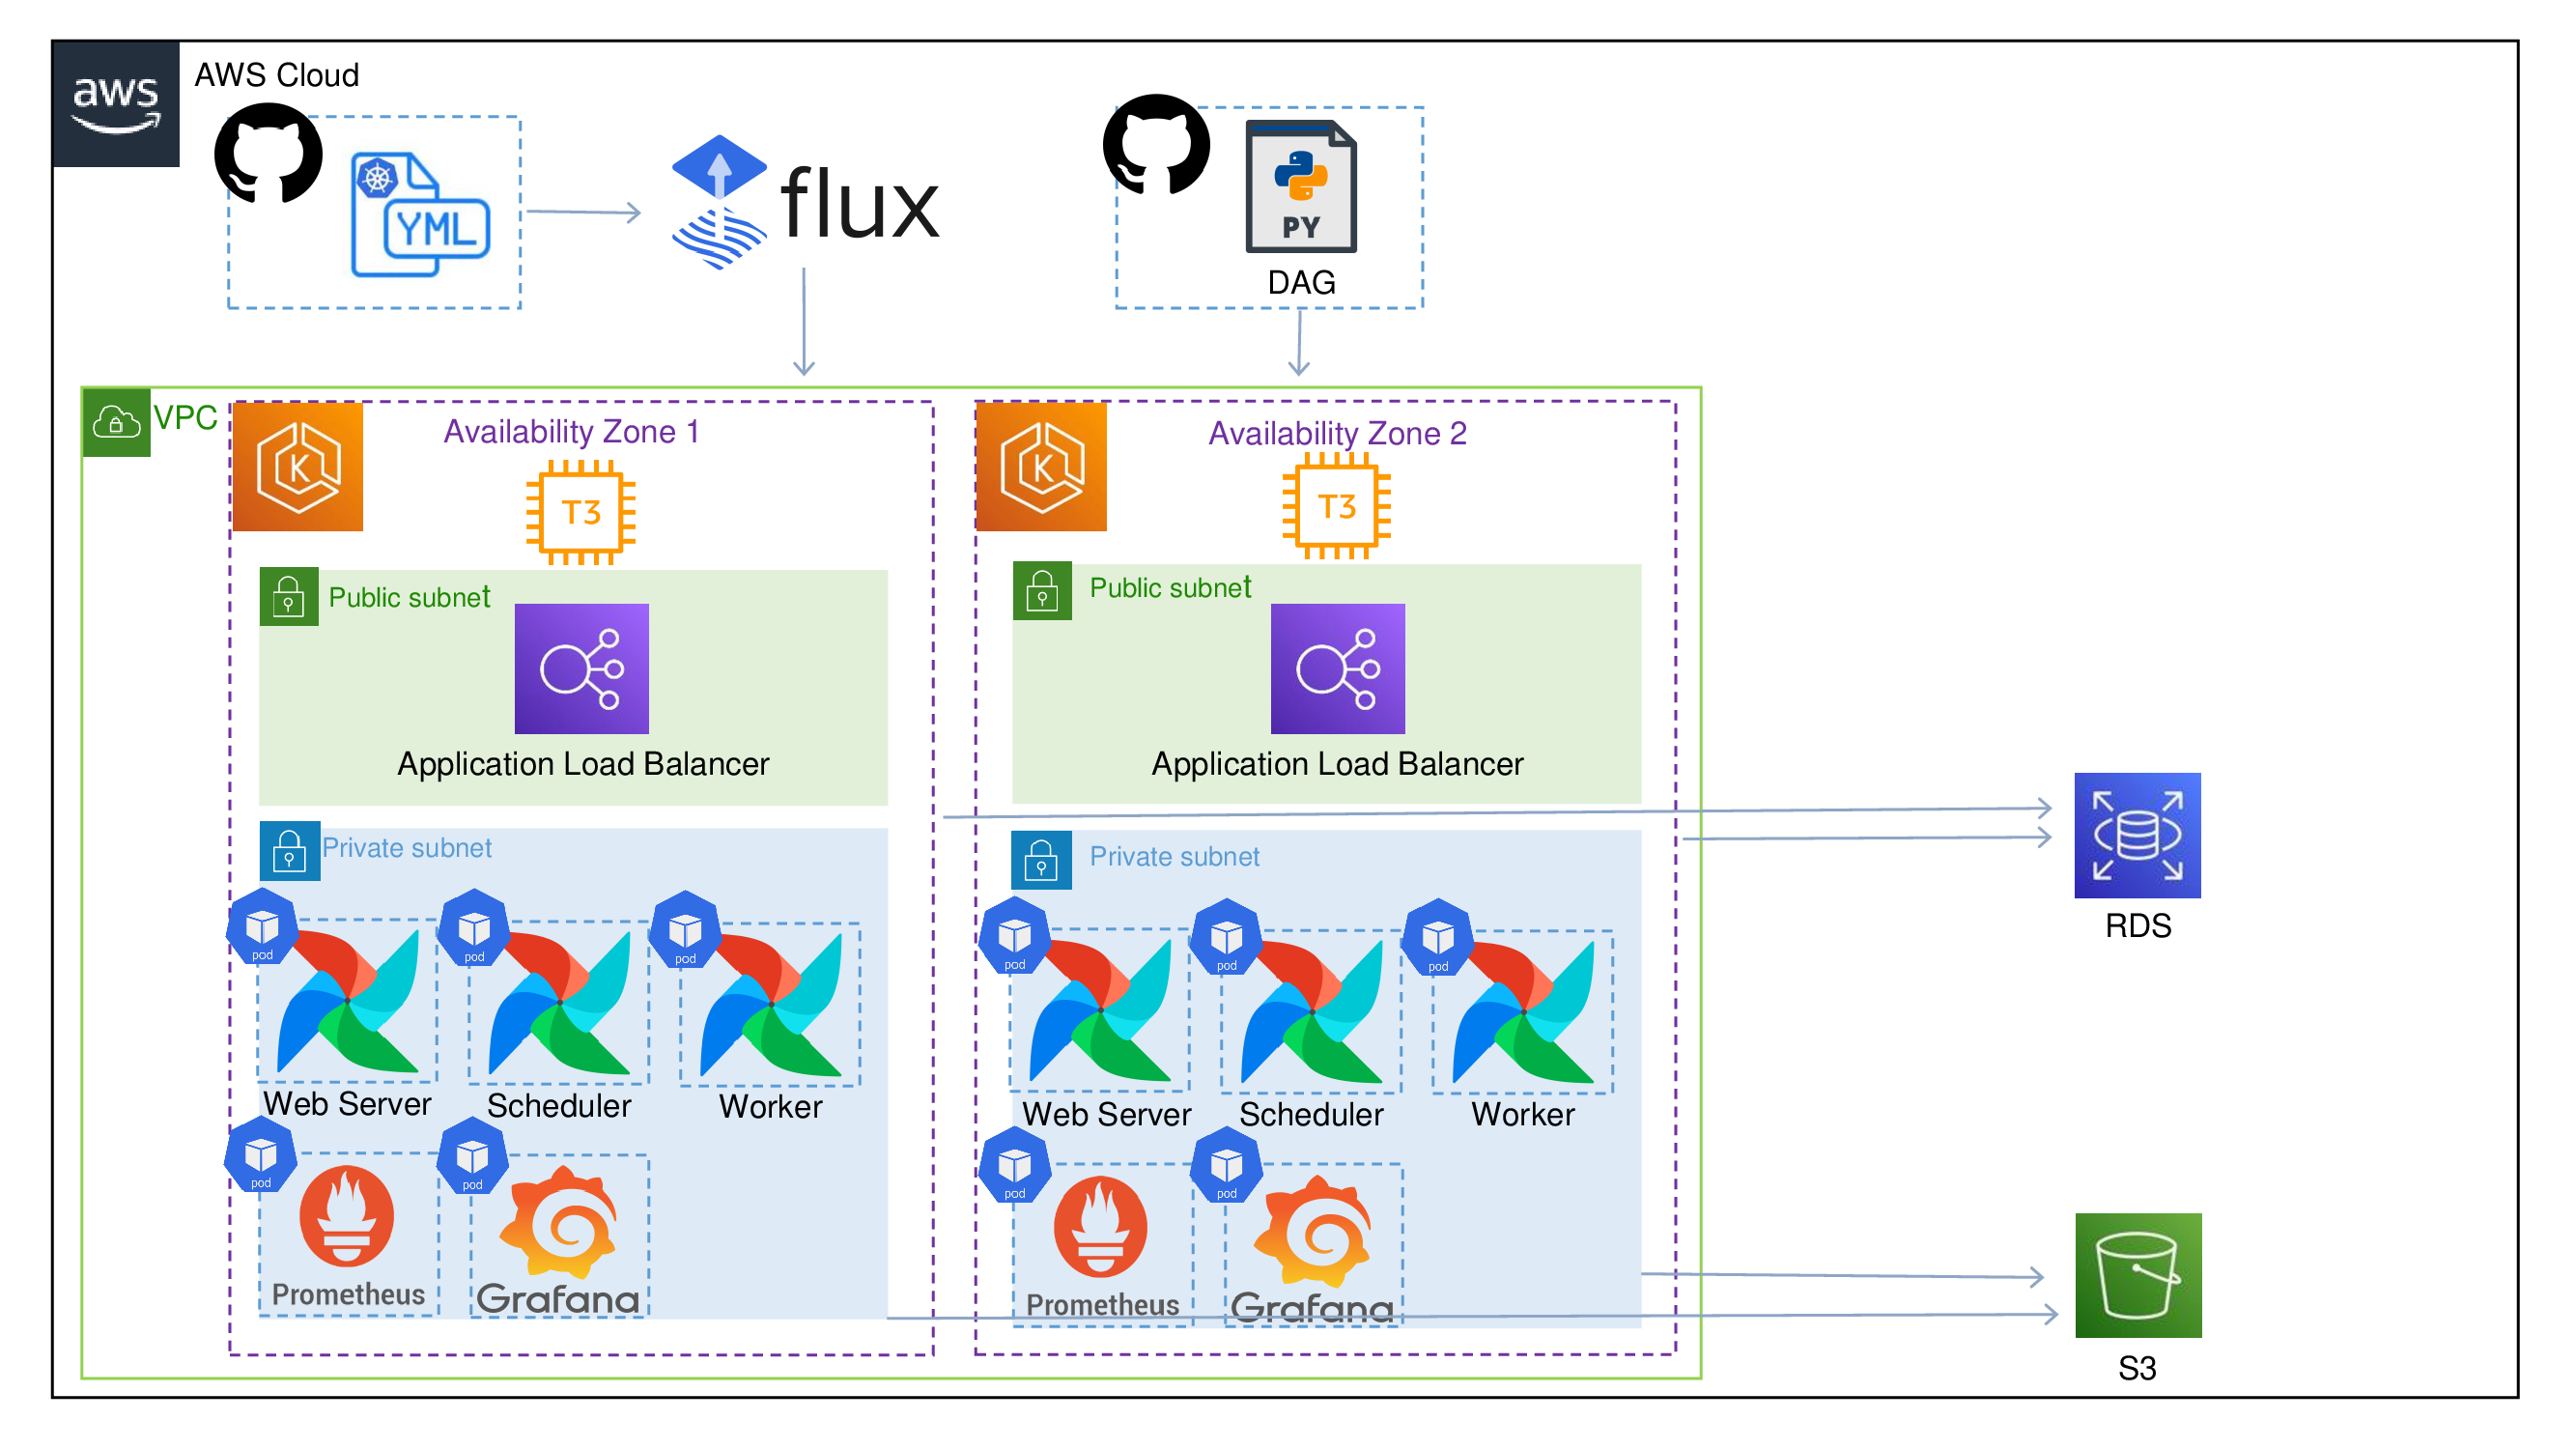 aws
AWS Cloud
YML
flux
PY
DAG
VPC
Availability Zone 1
Availability Zone 2
K
K
T3
T3
Public subnet
Public subnet
Application Load Balancer
Application Load Balancer
Private subnet
Private subnet
RDS
pod
pod
pod
pod
pod
pod
Web Server
Scheduler
Worker
Web Server
Scheduler
Worker
pod
pod
pod
pod
Prometheus
Grafana
Prometheus
Grafana
S3